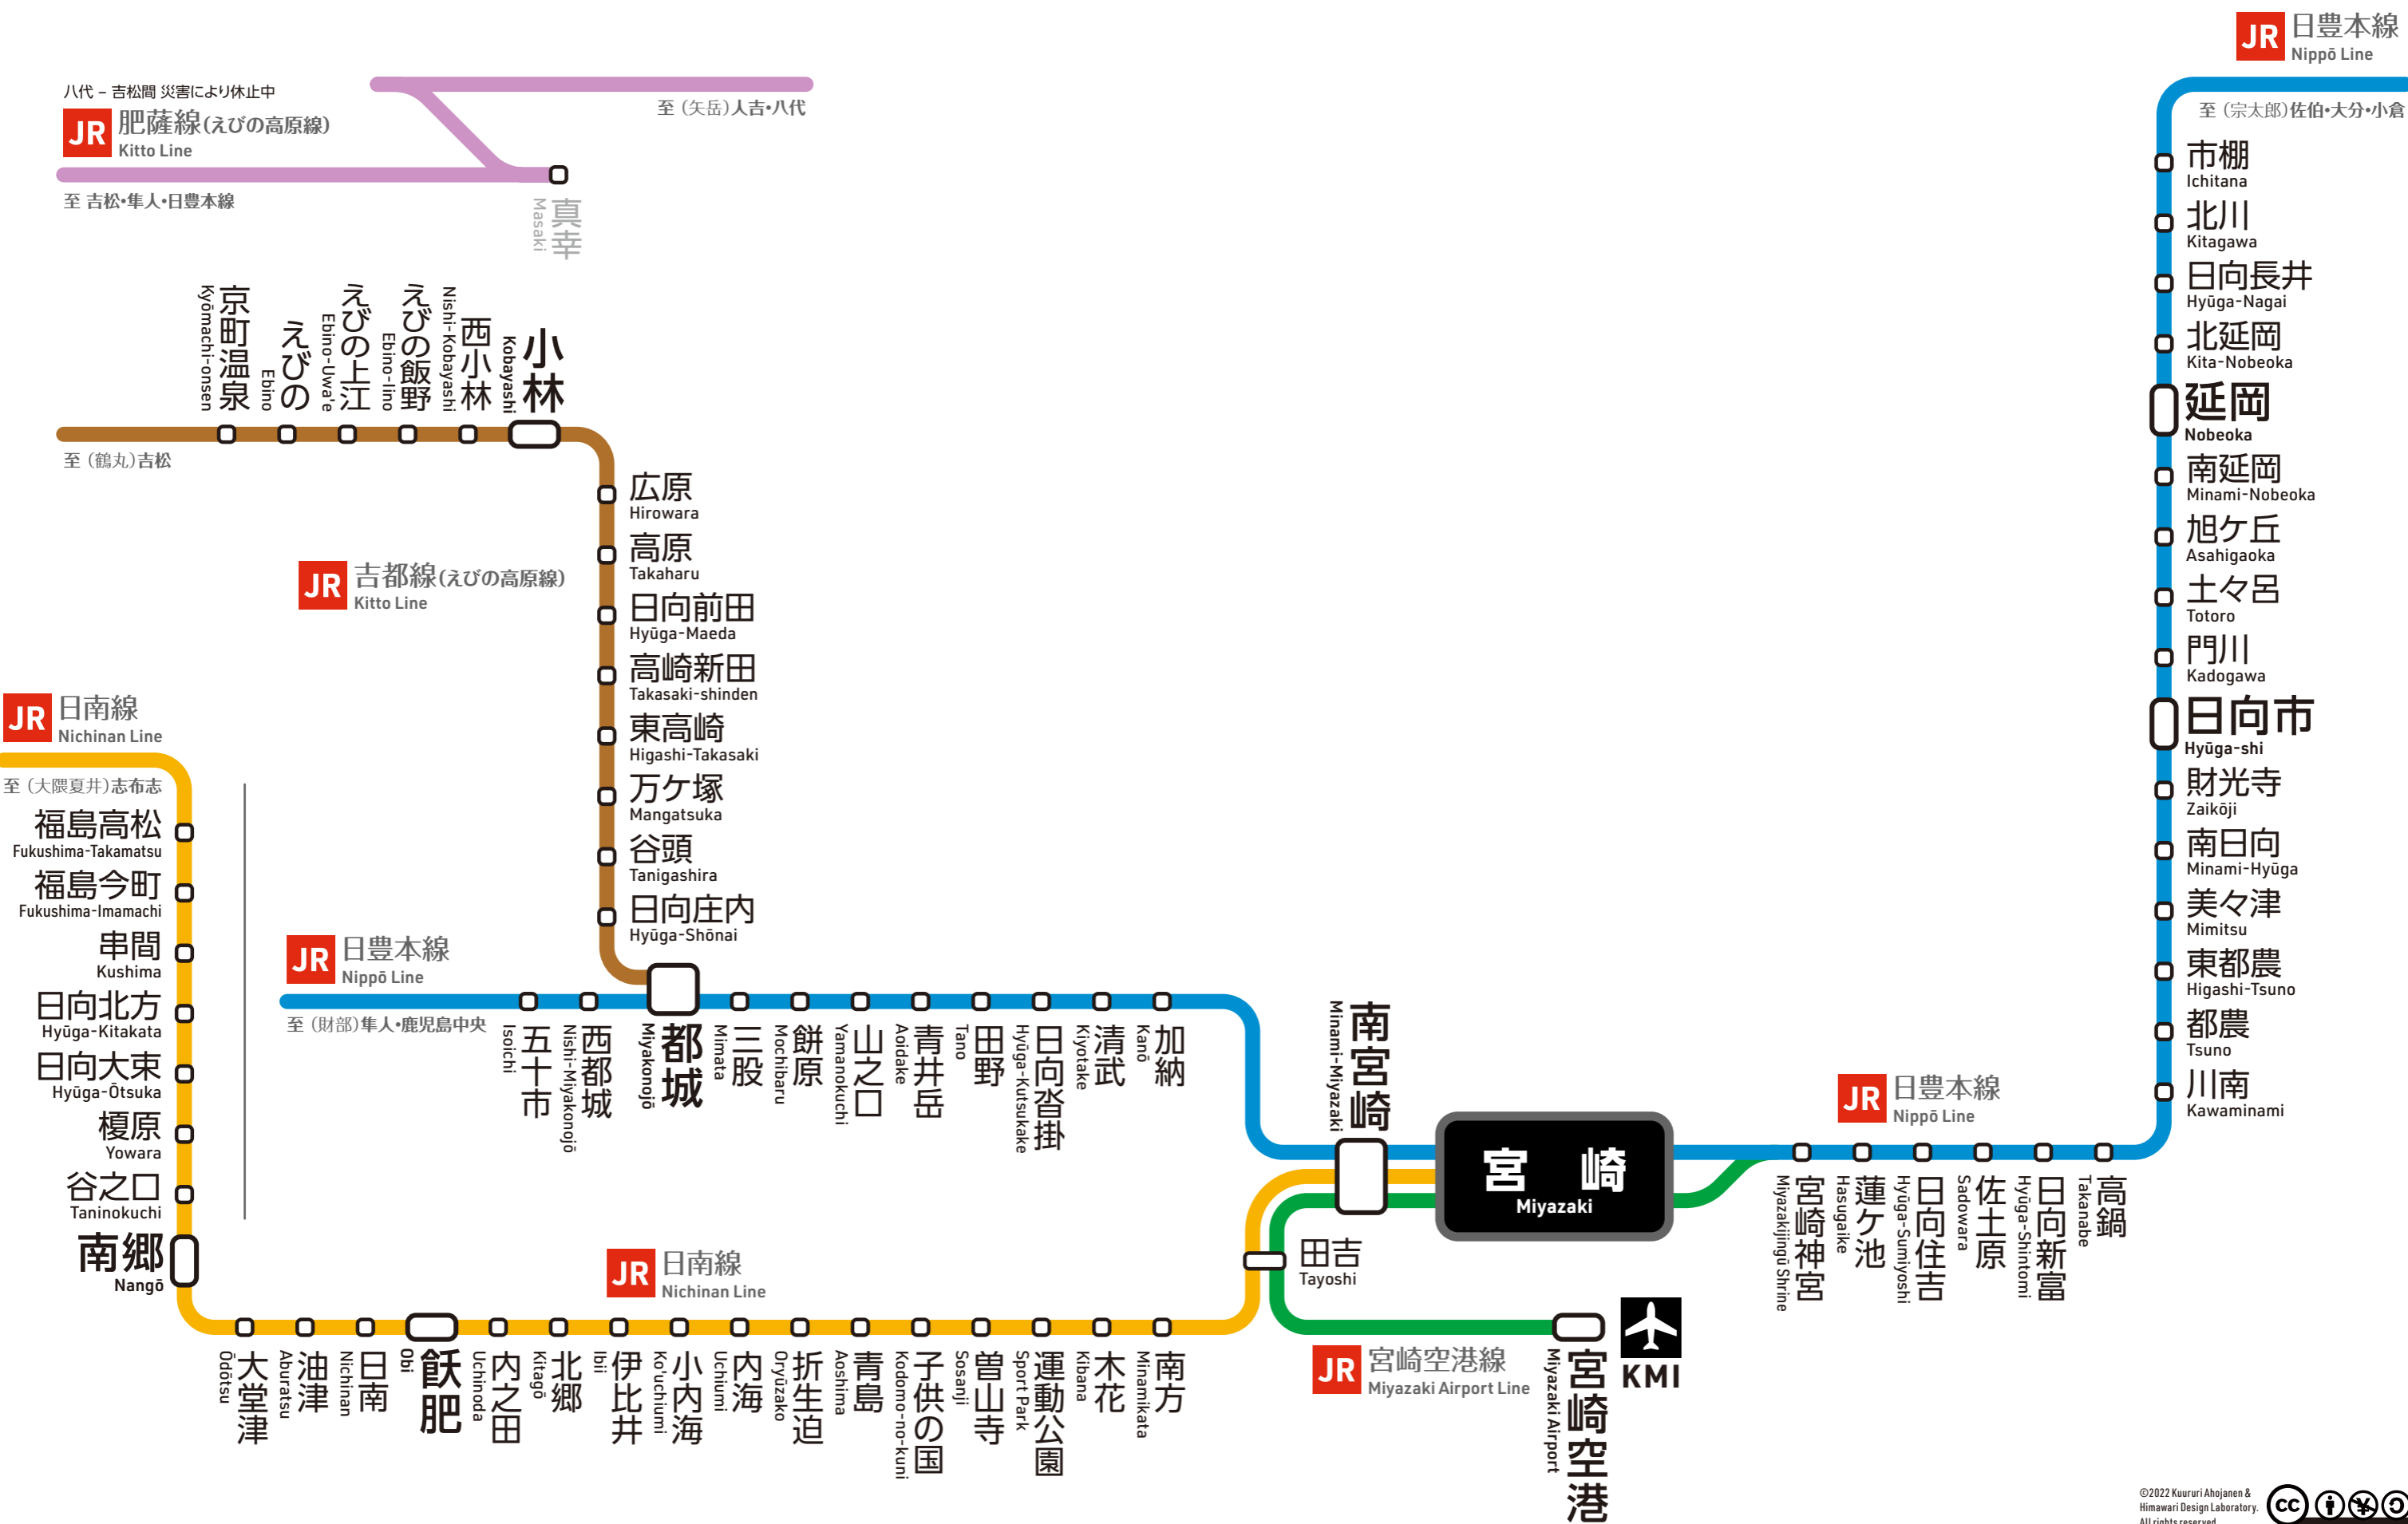 JR 日豊本線
Nippō Line
至 (宗太郎)佐伯・大分・小倉
八代 – 吉松間 災害により休止中
JR 肥薩線(えびの高原線)
Kitto Line
至 (矢岳)人吉・八代
至 吉松・隼人・日豊本線
真幸
Masaki
京町温泉
Kyōmachi-onsen
えびの
Ebino
えびの上江
Ebino-Uwa'e
えびの飯野
Ebino-Iino
西小林
Nishi-Kobayashi
小林
Kobayashi
至 (鶴丸)吉松
JR 吉都線(えびの高原線)
Kitto Line
広原
Hirowara
高原
Takaharu
日向前田
Hyūga-Maeda
高崎新田
Takasaki-shinden
東高崎
Higashi-Takasaki
万ケ塚
Mangatsuka
谷頭
Tanigashira
日向庄内
Hyūga-Shōnai
JR 日南線
Nichinan Line
至 (大隈夏井)志布志
福島高松
Fukushima-Takamatsu
福島今町
Fukushima-Imamachi
串間
Kushima
日向北方
Hyūga-Kitakata
日向大束
Hyūga-Ōtsuka
榎原
Yowara
谷之口
Taninokuchi
南郷
Nangō
JR 日豊本線
Nippō Line
至 (財部)隼人・鹿児島中央
五十市
Isoichi
西都城
Nishi-Miyakonojō
都城
Miyakonojō
三股
Mimata
餅原
Mochibaru
山之口
Yamanokuchi
青井岳
Aoidake
田野
Tano
日向沓掛
Hyūga-Kutsukake
清武
Kiyotake
加納
Kanō
南宮崎
Minami-Miyazaki
宮崎
Miyazaki
田吉
Tayoshi
JR 日南線
Nichinan Line
大堂津
Ōdōtsu
油津
Aburatsu
日南
Nichinan
飫肥
Obi
内之田
Uchinoda
北郷
Kitagō
伊比井
Ibii
小内海
Ko'uchiumi
内海
Uchiumi
折生迫
Oryūzako
青島
Aoshima
子供の国
Kodomo-no-kuni
曽山寺
Sosanji
運動公園
Sport Park
木花
Kibana
南方
Minamikata
JR 宮崎空港線
Miyazaki Airport Line
宮崎空港
Miyazaki Airport
KMI
JR 日豊本線
Nippō Line
宮崎神宮
Miyazakijingū Shrine
蓮ケ池
Hasugaike
日向住吉
Hyūga-Sumiyoshi
佐土原
Sadowara
日向新富
Hyūga-Shintomi
高鍋
Takanabe
市棚
Ichitana
北川
Kitagawa
日向長井
Hyūga-Nagai
北延岡
Kita-Nobeoka
延岡
Nobeoka
南延岡
Minami-Nobeoka
旭ケ丘
Asahigaoka
土々呂
Totoro
門川
Kadogawa
日向市
Hyūga-shi
財光寺
Zaikōji
南日向
Minami-Hyūga
美々津
Mimitsu
東都農
Higashi-Tsuno
都農
Tsuno
川南
Kawaminami
©2022 Kuururi Ahojanen &
Himawari Design Laboratory.
All rights reserved
cc